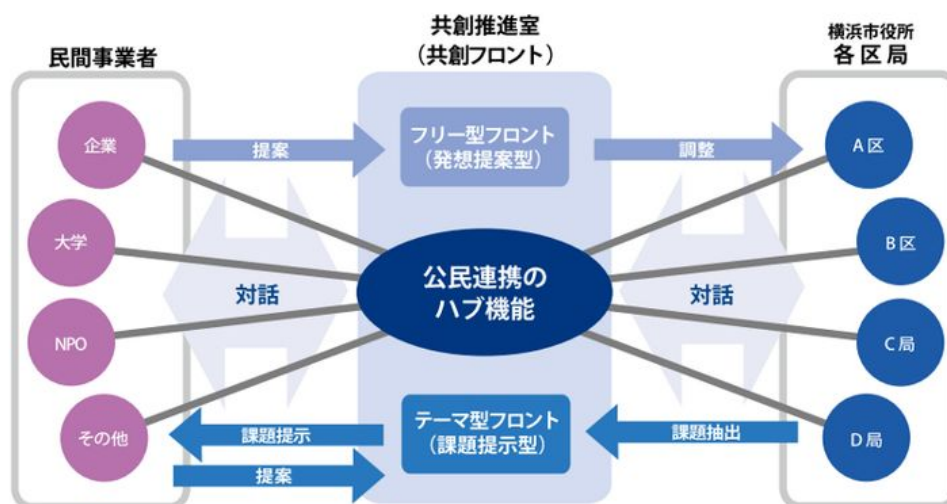 民間事業者
共創推進室
（共創フロント）
横浜市役所
各区局
企業
大学
NPO
その他
提案
フリー型フロント
（発想提案型）
調整
対話
公民連携の
ハブ機能
対話
課題提示
提案
テーマ型フロント
（課題提示型）
課題抽出
A区
B区
C局
D局